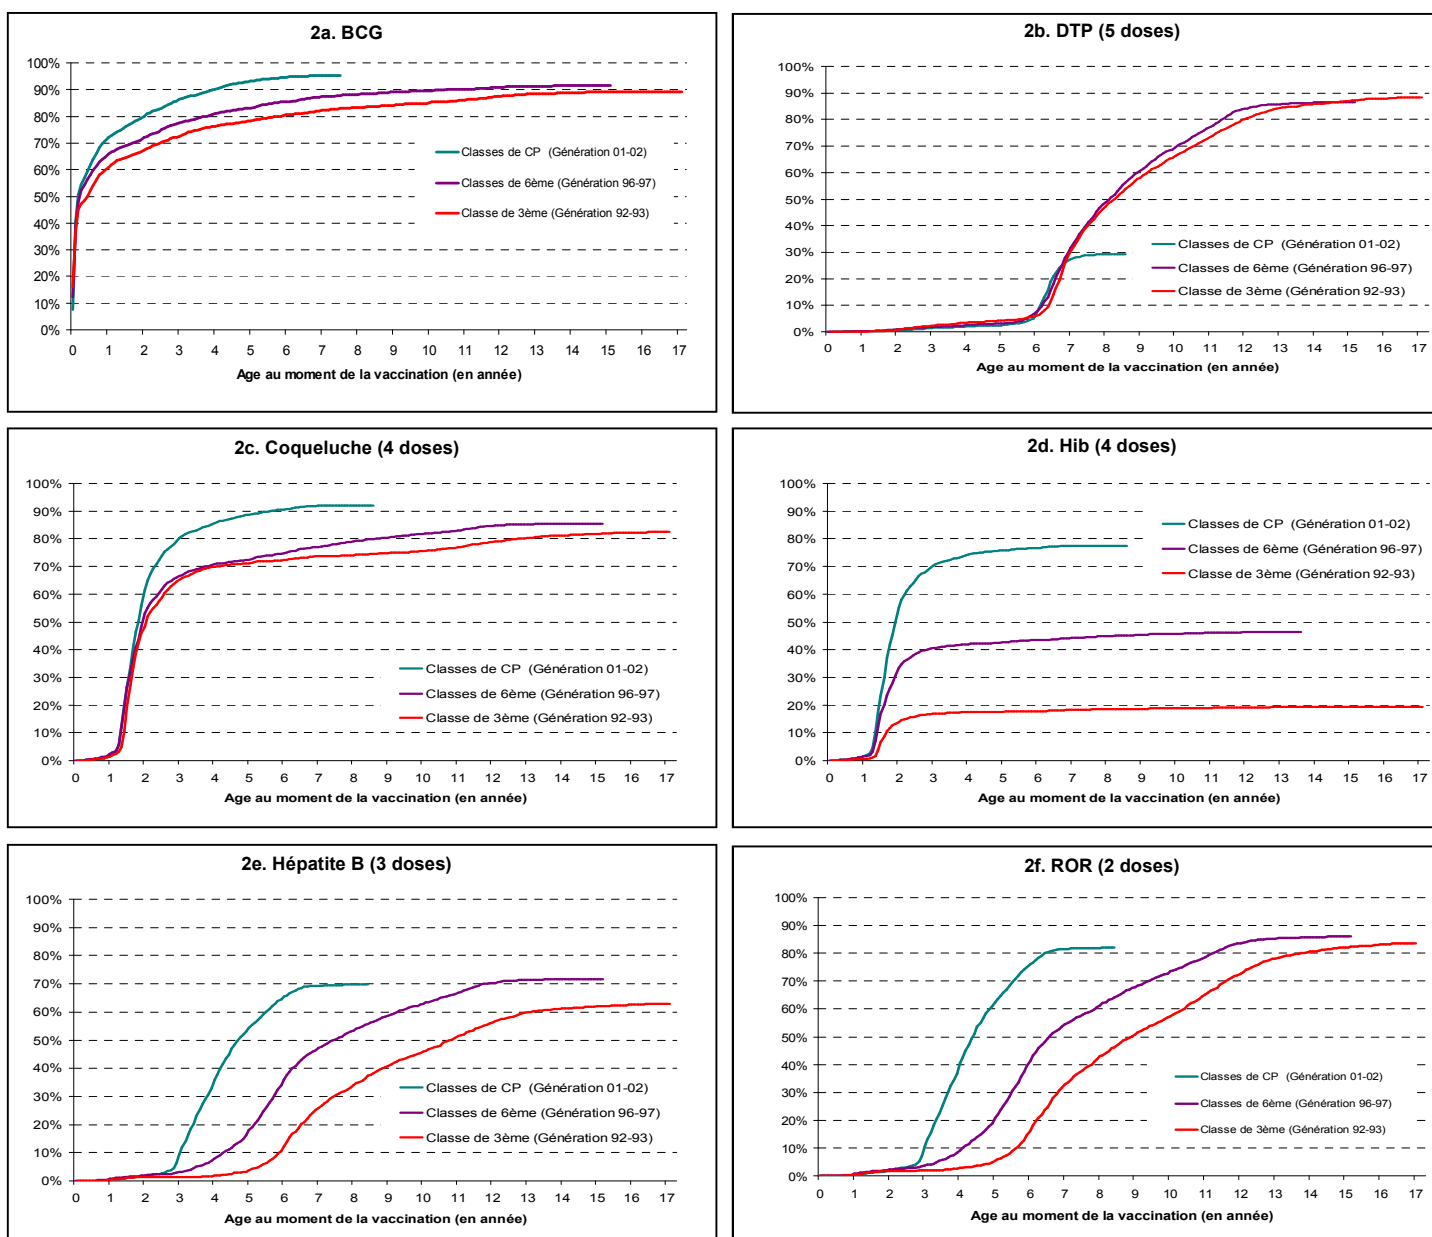 2a. BCG
100%
90%
80%
70%
60%
50%
40%
30%
20%
10%
0%
Classes de CP (Génération 01-02)
Classes de 6ème (Génération 96-97)
Classe de 3ème (Génération 92-93)
0 1 2 3 4 5 6 7 8 9 10 11 12 13 14 15 16 17
Age au moment de la vaccination (en année)
2b. DTP (5 doses)
100%
90%
80%
70%
60%
50%
40%
30%
20%
10%
0%
Classes de CP (Génération 01-02)
Classes de 6ème (Génération 96-97)
Classe de 3ème (Génération 92-93)
0 1 2 3 4 5 6 7 8 9 10 11 12 13 14 15 16 17
Age au moment de la vaccination (en année)
2c. Coqueluche (4 doses)
100%
90%
80%
70%
60%
50%
40%
30%
20%
10%
0%
Classes de CP (Génération 01-02)
Classes de 6ème (Génération 96-97)
Classe de 3ème (Génération 92-93)
0 1 2 3 4 5 6 7 8 9 10 11 12 13 14 15 16 17
Age au moment de la vaccination (en année)
2d. Hib (4 doses)
100%
90%
80%
70%
60%
50%
40%
30%
20%
10%
0%
Classes de CP (Génération 01-02)
Classes de 6ème (Génération 96-97)
Classe de 3ème (Génération 92-93)
0 1 2 3 4 5 6 7 8 9 10 11 12 13 14 15 16 17
Age au moment de la vaccination (en année)
2e. Hépatite B (3 doses)
100%
90%
80%
70%
60%
50%
40%
30%
20%
10%
0%
Classes de CP (Génération 01-02)
Classes de 6ème (Génération 96-97)
Classe de 3ème (Génération 92-93)
0 1 2 3 4 5 6 7 8 9 10 11 12 13 14 15 16 17
Age au moment de la vaccination (en année)
2f. ROR (2 doses)
100%
90%
80%
70%
60%
50%
40%
30%
20%
10%
0%
Classes de CP (Génération 01-02)
Classes de 6ème (Génération 96-97)
Classe de 3ème (Génération 92-93)
0 1 2 3 4 5 6 7 8 9 10 11 12 13 14 15 16 17
Age au moment de la vaccination (en année)